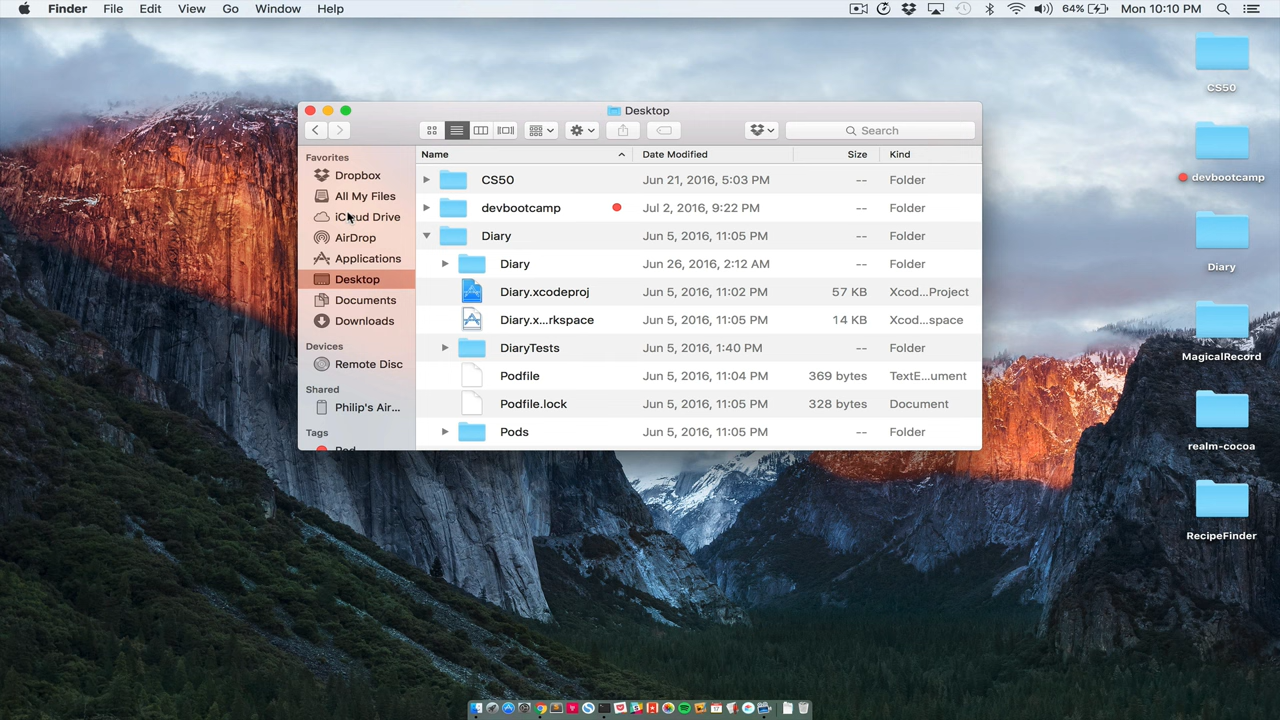 Finder File Edit View Go Window Help 64% Mon 10:10 PM
Desktop
Search
Favorites
Dropbox
All My Files
iCloud Drive
AirDrop
Applications
Desktop
Documents
Downloads
Devices
Remote Disc
Shared
Philip's Air...
Tags
Red
Name Date Modified Size Kind
CS50 Jun 21, 2016, 5:03 PM -- Folder
devbootcamp Jul 2, 2016, 9:22 PM -- Folder
Diary Jun 5, 2016, 11:05 PM -- Folder
Diary Jun 26, 2016, 2:12 AM -- Folder
Diary.xcodeproj Jun 5, 2016, 11:02 PM 57 KB Xcod...Project
Diary.x...rkspace Jun 5, 2016, 11:05 PM 14 KB Xcod...space
DiaryTests Jun 5, 2016, 1:40 PM -- Folder
Podfile Jun 5, 2016, 11:04 PM 369 bytes TextE...ument
Podfile.lock Jun 5, 2016, 11:05 PM 328 bytes Document
Pods Jun 5, 2016, 11:05 PM -- Folder
CS50
devbootcamp
Diary
MagicalRecord
realm-cocoa
RecipeFinder